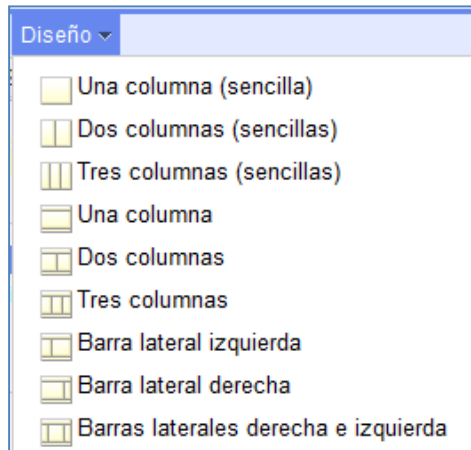 Diseño
Una columna (sencilla)
Dos columnas (sencillas)
Tres columnas (sencillas)
Una columna
Dos columnas
Tres columnas
Barra lateral izquierda
Barra lateral derecha
Barras laterales derecha e izquierda